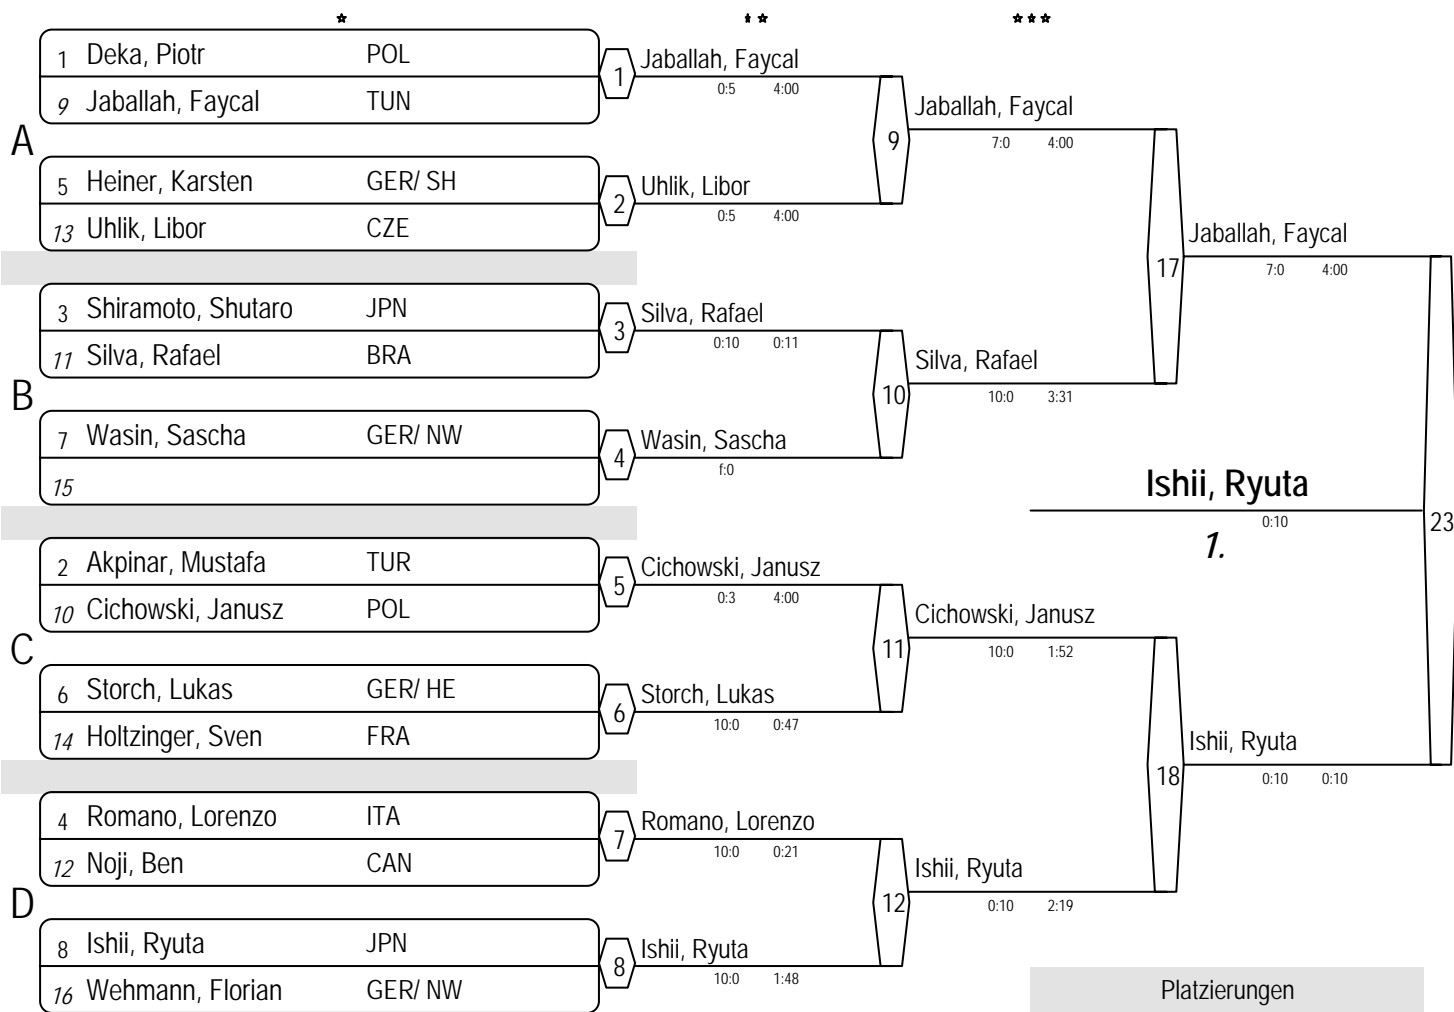 1 Deka, Piotr POL
9 Jaballah, Faycal TUN
A
5 Heiner, Karsten GER/ SH
13 Uhlik, Libor CZE
3 Shiramoto, Shutaro JPN
11 Silva, Rafael BRA
B
7 Wasin, Sascha GER/ NW
15
2 Akpinar, Mustafa TUR
10 Cichowski, Janusz POL
C
6 Storch, Lukas GER/ HE
14 Holtzinger, Sven FRA
4 Romano, Lorenzo ITA
12 Noji, Ben CAN
D
8 Ishii, Ryuta JPN
16 Wehmann, Florian GER/ NW
1 Jaballah, Faycal
0:5 4:00
2 Uhlik, Libor
0:5 4:00
3 Silva, Rafael
0:10 0:11
4 Wasin, Sascha
f:0
5 Cichowski, Janusz
0:3 4:00
6 Storch, Lukas
10:0 0:47
7 Romano, Lorenzo
10:0 0:21
8 Ishii, Ryuta
10:0 1:48
9 Jaballah, Faycal
7:0 4:00
10 Silva, Rafael
10:0 3:31
11 Cichowski, Janusz
10:0 1:52
12 Ishii, Ryuta
0:10 2:19
17 Jaballah, Faycal
7:0 4:00
18 Ishii, Ryuta
0:10 0:10
Ishii, Ryuta
0:10
23
1.
Platzierungen